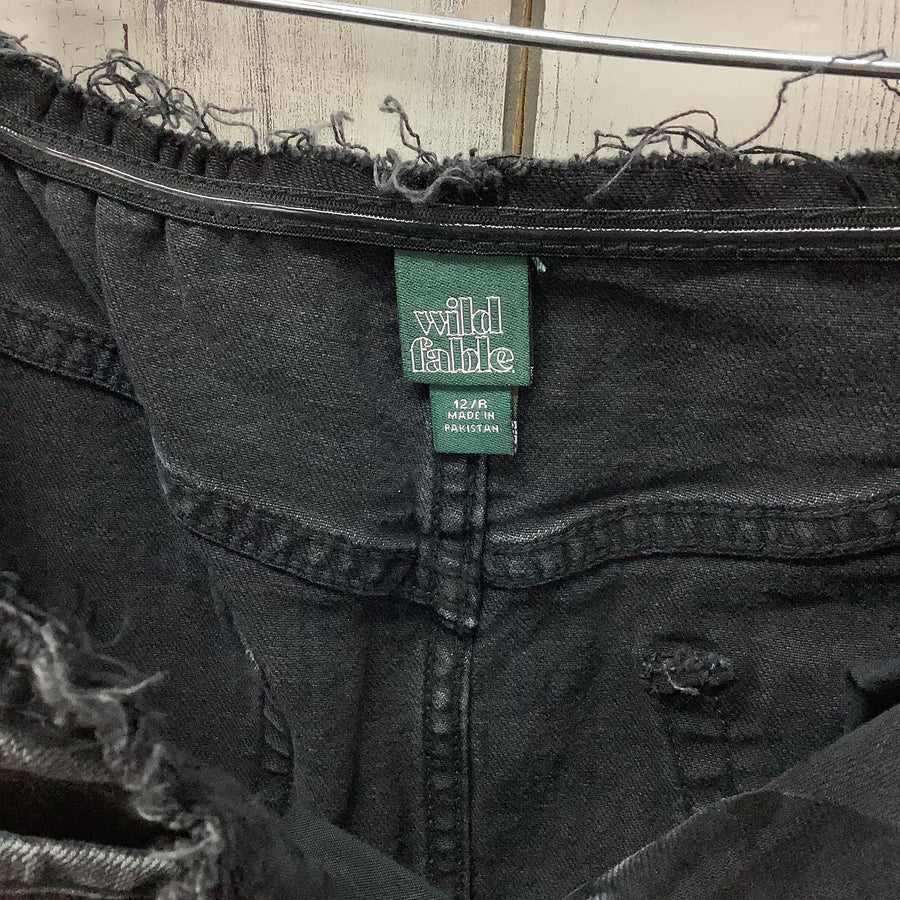 wild
fable.
12/R
MADE IN
PAKISTAN